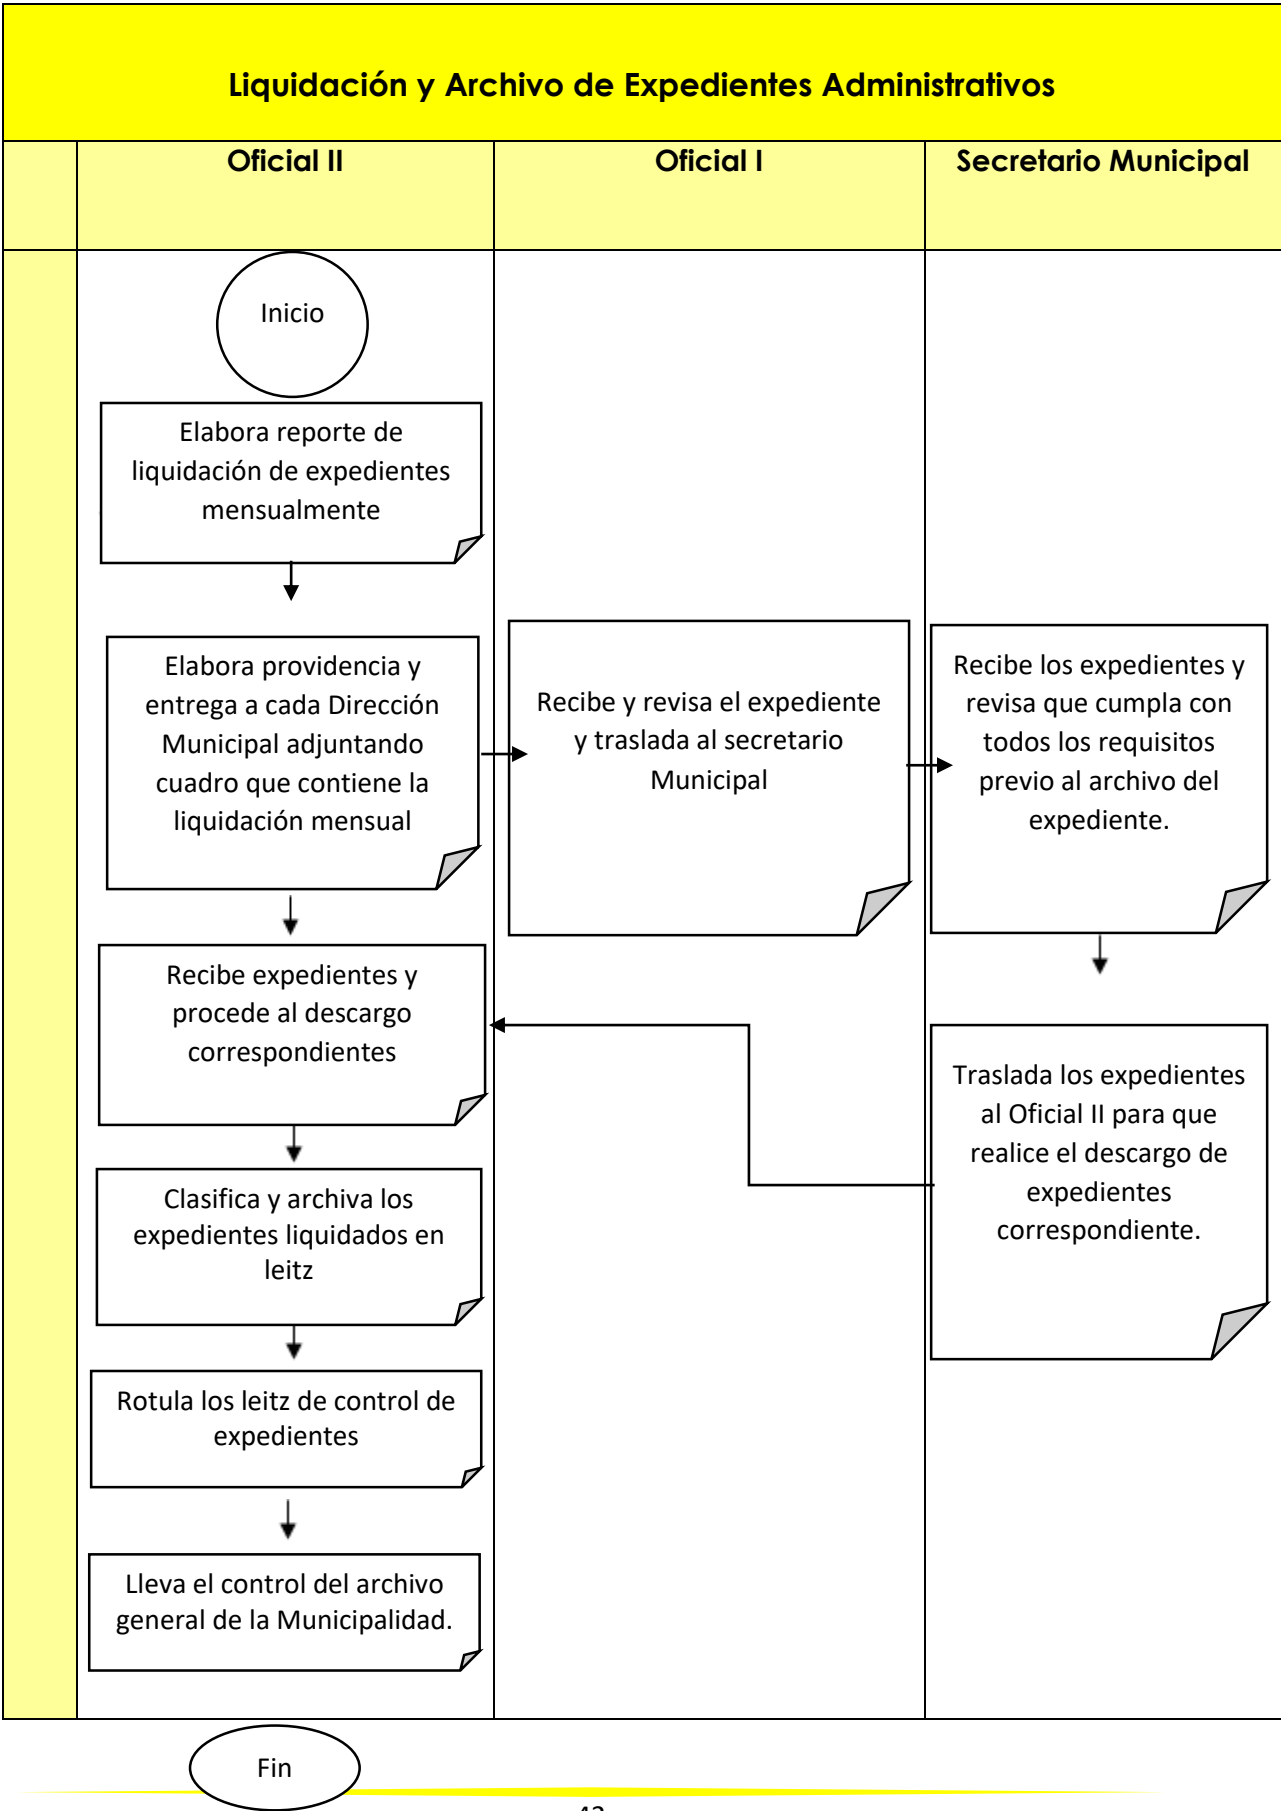 Liquidación y Archivo de Expedientes Administrativos
Oficial II
Oficial I
Secretario Municipal
Inicio
Elabora reporte de
liquidación de expedientes
mensualmente
Elabora providencia y
entrega a cada Dirección
Municipal adjuntando
cuadro que contiene la
liquidación mensual
Recibe y revisa el expediente
y traslada al secretario
Municipal
Recibe los expedientes y
revisa que cumpla con
todos los requisitos
previo al archivo del
expediente.
Recibe expedientes y
procede al descargo
correspondientes
Traslada los expedientes
al Oficial II para que
realice el descargo de
expedientes
correspondiente.
Clasifica y archiva los
expedientes liquidados en
leitz
Rotula los leitz de control de
expedientes
Lleva el control del archivo
general de la Municipalidad.
Fin